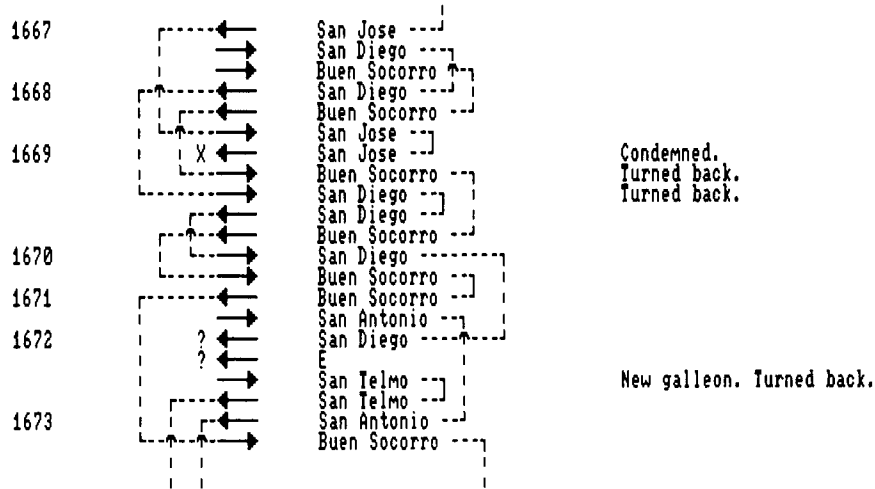 1667 San Jose
San Diego
Buen Socorro
1668 San Diego
Buen Socorro
San Jose
1669 X San Jose Condemned.
Buen Socorro Turned back.
San Diego Turned back.
San Diego
Buen Socorro
1670 San Diego
Buen Socorro
1671 Buen Socorro
San Antonio
1672 ? San Diego
? E
San Telmo New galleon. Turned back.
San Telmo
1673 San Antonio
Buen Socorro